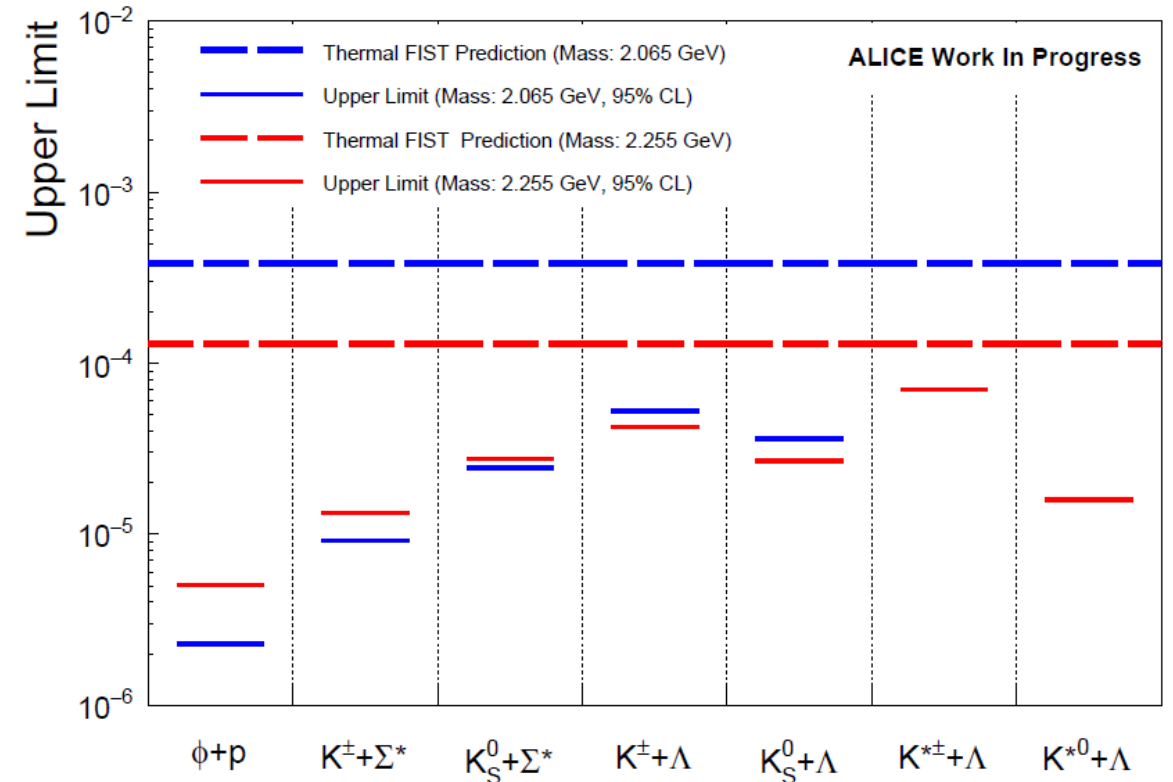 Upper Limit
10⁻²
10⁻³
10⁻⁴
10⁻⁵
10⁻⁶
Thermal FIST Prediction (Mass: 2.065 GeV)
Upper Limit (Mass: 2.065 GeV, 95% CL)
Thermal FIST Prediction (Mass: 2.255 GeV)
Upper Limit (Mass: 2.255 GeV, 95% CL)
ALICE Work In Progress
ϕ+p
K±+Σ*
K⁰_S+Σ*
K±+Λ
K⁰_S+Λ
K*±+Λ
K*⁰+Λ